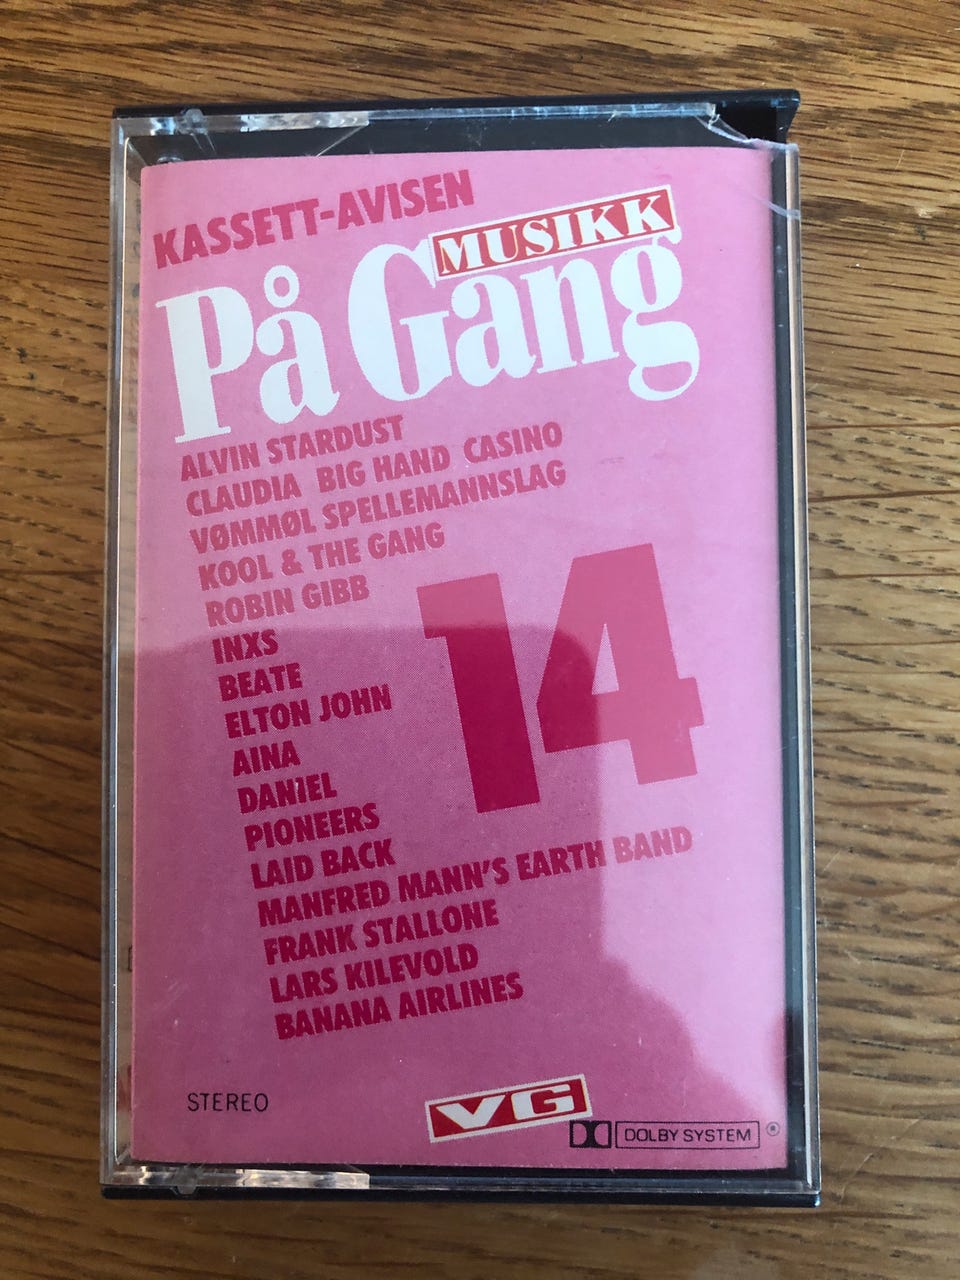 KASSETT-AVISEN
MUSIKK
På Gang
ALVIN STARDUST
CLAUDIA BIG HAND CASINO
VØMMØL SPELLEMANNSLAG
KOOL & THE GANG
ROBIN GIBB
INXS
BEATE
ELTON JOHN
AINA
DANIEL
PIONEERS
LAID BACK
MANFRED MANN'S EARTH BAND
FRANK STALLONE
LARS KILEVOLD
BANANA AIRLINES
14
STEREO
VG
DOLBY SYSTEM ®